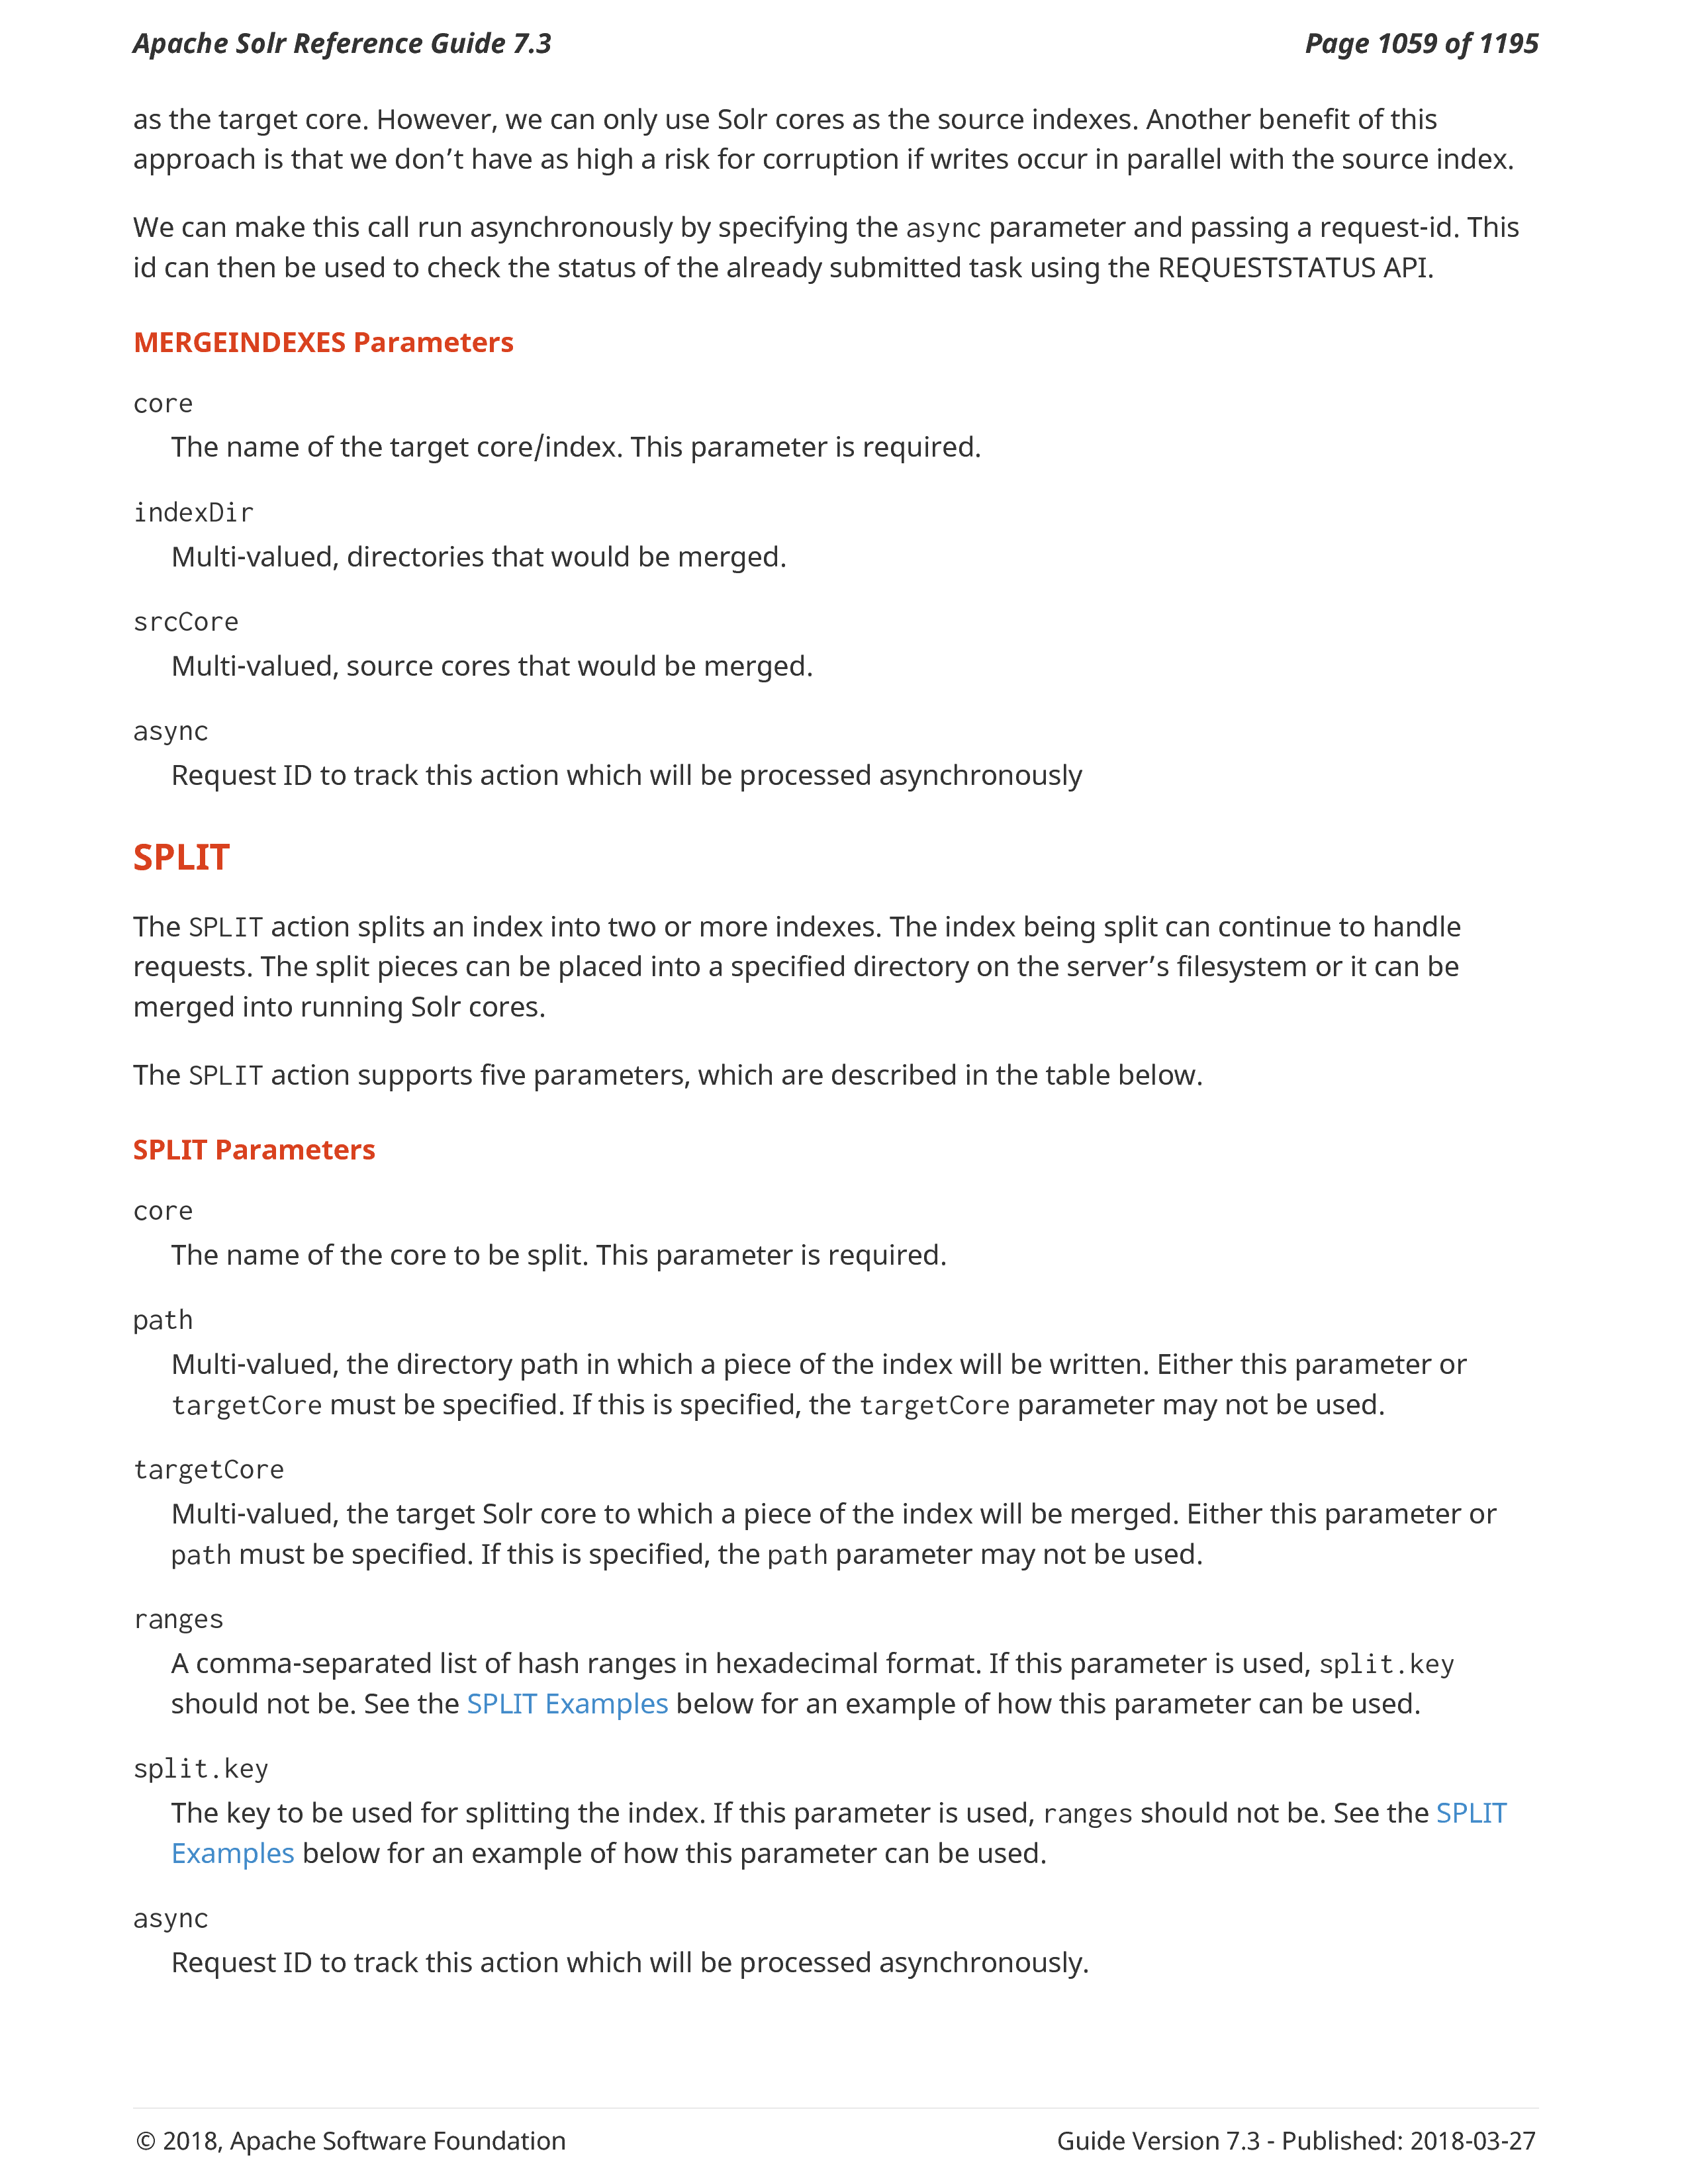 Apache Solr Reference Guide 7.3 Page 1059 of 1195
as the target core. However, we can only use Solr cores as the source indexes. Another benefit of this
approach is that we don’t have as high a risk for corruption if writes occur in parallel with the source index.
We can make this call run asynchronously by specifying the async parameter and passing a request-id. This
id can then be used to check the status of the already submitted task using the REQUESTSTATUS API.
MERGEINDEXES Parameters
core
The name of the target core/index. This parameter is required.
indexDir
Multi-valued, directories that would be merged.
srcCore
Multi-valued, source cores that would be merged.
async
Request ID to track this action which will be processed asynchronously
SPLIT
The SPLIT action splits an index into two or more indexes. The index being split can continue to handle
requests. The split pieces can be placed into a specified directory on the server’s filesystem or it can be
merged into running Solr cores.
The SPLIT action supports five parameters, which are described in the table below.
SPLIT Parameters
core
The name of the core to be split. This parameter is required.
path
Multi-valued, the directory path in which a piece of the index will be written. Either this parameter or
targetCore must be specified. If this is specified, the targetCore parameter may not be used.
targetCore
Multi-valued, the target Solr core to which a piece of the index will be merged. Either this parameter or
path must be specified. If this is specified, the path parameter may not be used.
ranges
A comma-separated list of hash ranges in hexadecimal format. If this parameter is used, split.key
should not be. See the SPLIT Examples below for an example of how this parameter can be used.
split.key
The key to be used for splitting the index. If this parameter is used, ranges should not be. See the SPLIT
Examples below for an example of how this parameter can be used.
async
Request ID to track this action which will be processed asynchronously.
© 2018, Apache Software Foundation Guide Version 7.3 - Published: 2018-03-27